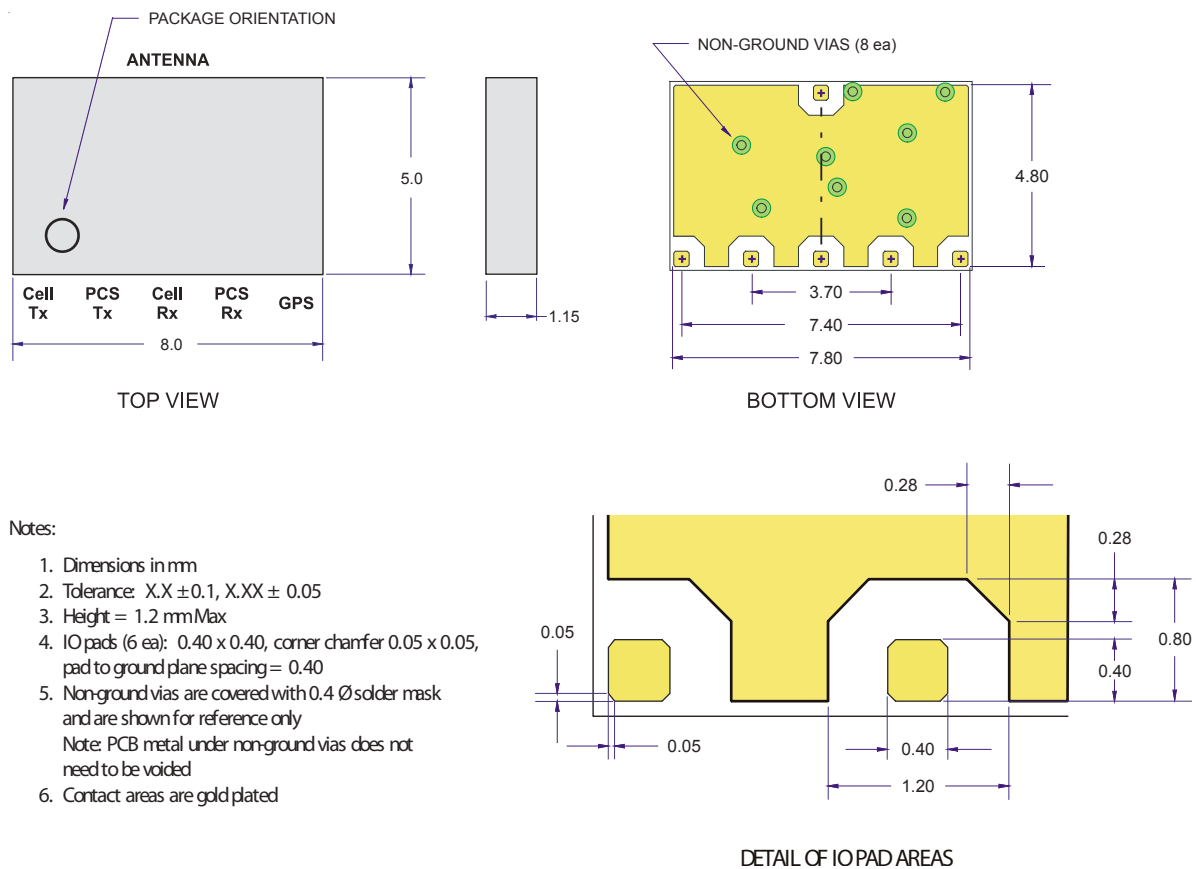 PACKAGE ORIENTATION
ANTENNA
5.0
Cell Tx
PCS Tx
Cell Rx
PCS Rx
GPS
8.0
TOP VIEW
1.15
NON-GROUND VIAS (8 ea)
4.80
3.70
7.40
7.80
BOTTOM VIEW
Notes:
1. Dimensions in mm
2. Tolerance: X.X ±0.1, X.XX ± 0.05
3. Height = 1.2 mm Max
4. IO pads (6 ea): 0.40 x 0.40, corner chamfer 0.05 x 0.05,
pad to ground plane spacing = 0.40
5. Non-ground vias are covered with 0.4 Ø solder mask
and are shown for reference only
Note: PCB metal under non-ground vias does not
need to be voided
6. Contact areas are gold plated
0.28
0.28
0.80
0.40
0.05
0.05
0.40
1.20
DETAIL OF IO PAD AREAS